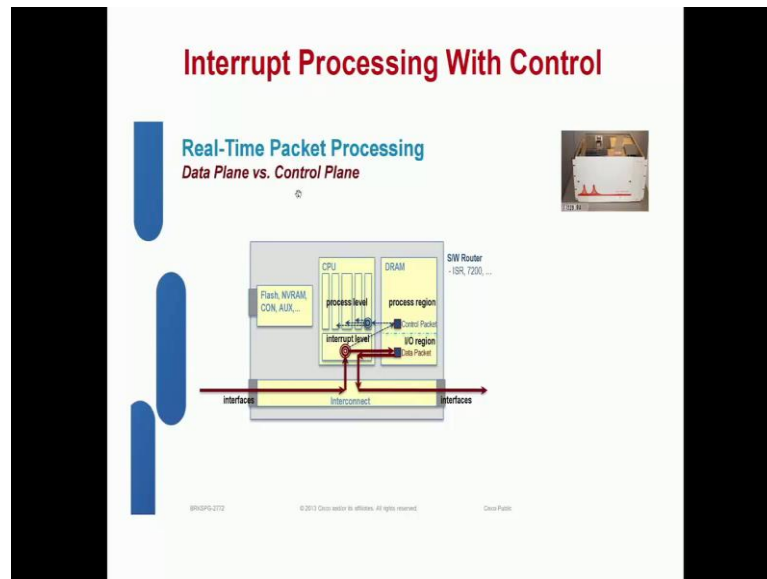 Interrupt Processing With Control
Real-Time Packet Processing
Data Plane vs. Control Plane
S/W Router
- ISR, 7200, ...
CPU
DRAM
Flash, NVRAM,
CON, AUX,...
process level
process region
Control Packet
interrupt level
I/O region
Data Packet
interfaces
Interconnect
interfaces
BRKSPG-2772
© 2013 Cisco and/or its affiliates. All rights reserved.
Cisco Public